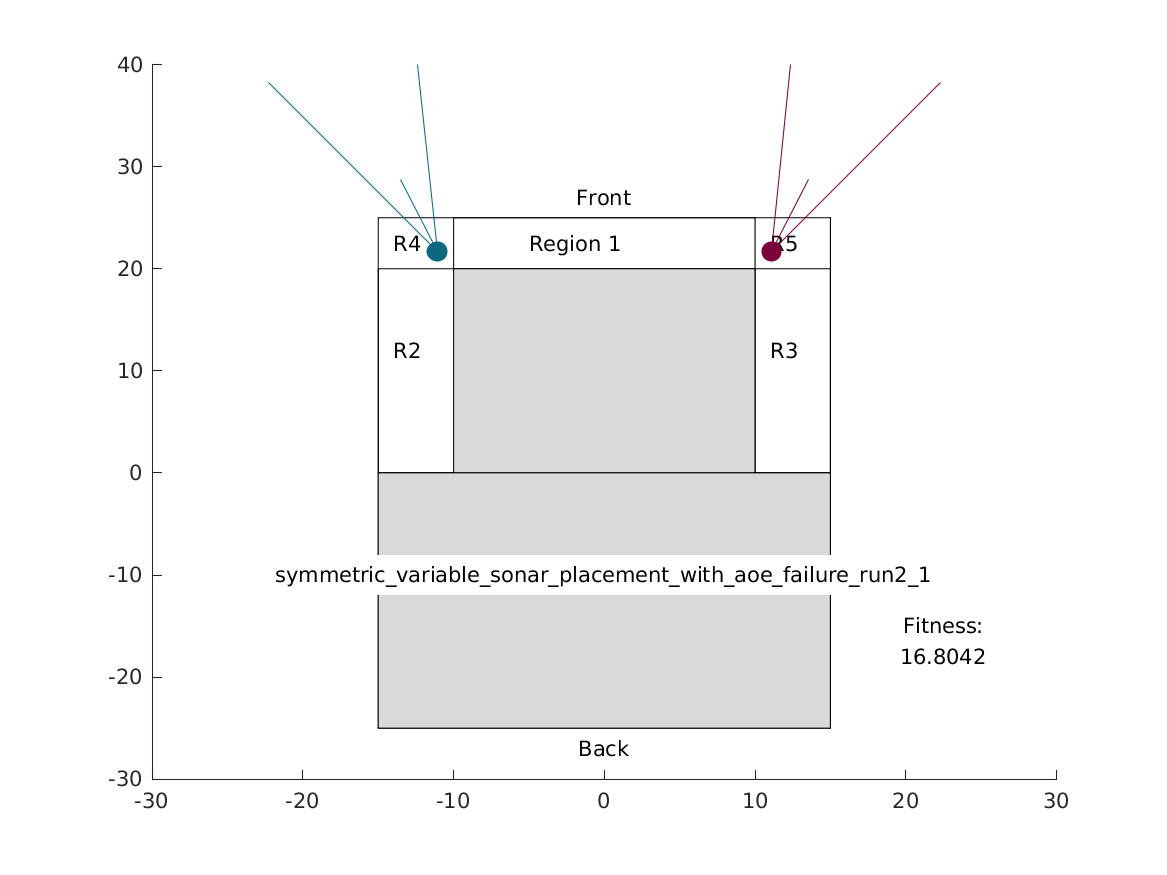 40
30
20
10
0
-10
-20
-30
Front
R4
Region 1
R5
R2
R3
symmetric_variable_sonar_placement_with_aoe_failure_run2_1
Fitness:
16.8042
Back
-30
-20
-10
0
10
20
30